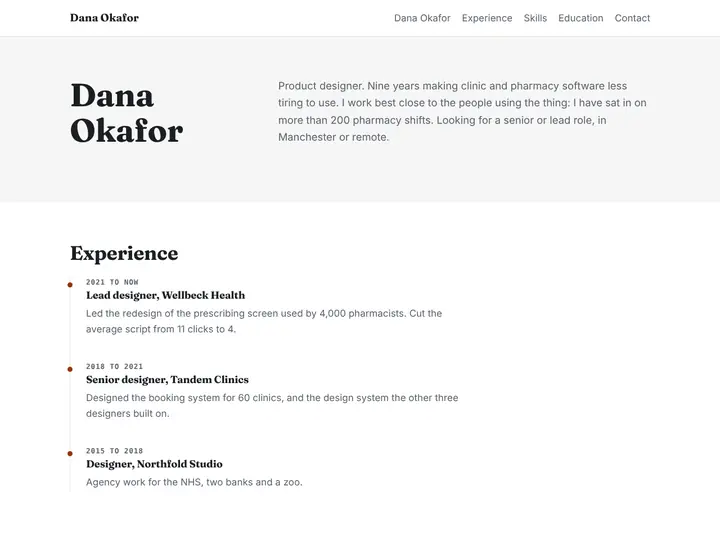 Dana Okafor
Dana Okafor Experience Skills Education Contact
Dana
Okafor
Product designer. Nine years making clinic and pharmacy software less
tiring to use. I work best close to the people using the thing: I have sat in on
more than 200 pharmacy shifts. Looking for a senior or lead role, in
Manchester or remote.
Experience
2021 TO NOW
Lead designer, Wellbeck Health
Led the redesign of the prescribing screen used by 4,000 pharmacists. Cut the
average script from 11 clicks to 4.
2018 TO 2021
Senior designer, Tandem Clinics
Designed the booking system for 60 clinics, and the design system the other three
designers built on.
2015 TO 2018
Designer, Northfold Studio
Agency work for the NHS, two banks and a zoo.